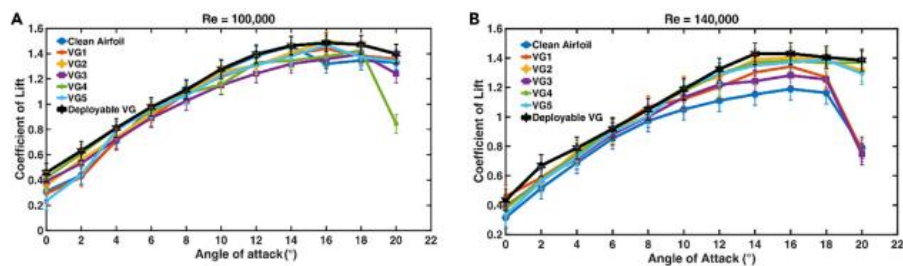 A
Re = 100,000
Coefficient of Lift
1.6
1.4
1.2
1
0.8
0.6
0.4
0.2
0
Clean Airfoil
VG1
VG2
VG3
VG4
VG5
Deployable VG
0 2 4 6 8 10 12 14 16 18 20 22
Angle of attack (°)
B
Re = 140,000
Coefficient of Lift
1.6
1.4
1.2
1
0.8
0.6
0.4
0.2
Clean Airfoil
VG1
VG2
VG3
VG4
VG5
Deployable VG
0 2 4 6 8 10 12 14 16 18 20 22
Angle of Attack (°)